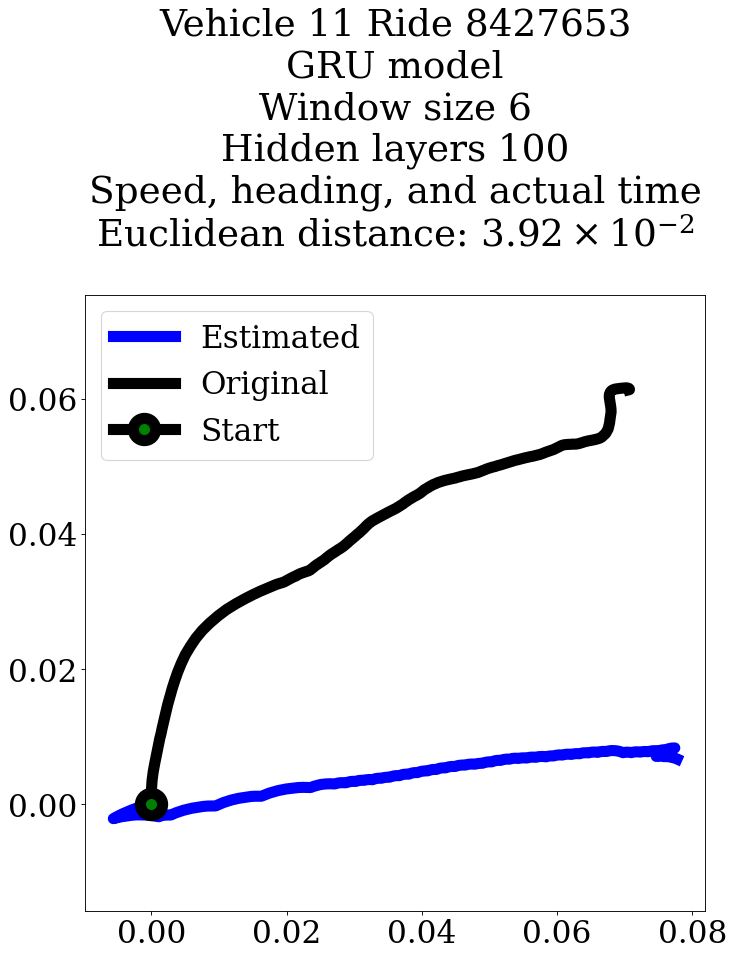 Vehicle 11 Ride 8427653
GRU model
Window size 6
Hidden layers 100
Speed, heading, and actual time
Euclidean distance: 3.92 × 10⁻²
Estimated
Original
Start
0.06
0.04
0.02
0.00
0.00 0.02 0.04 0.06 0.08